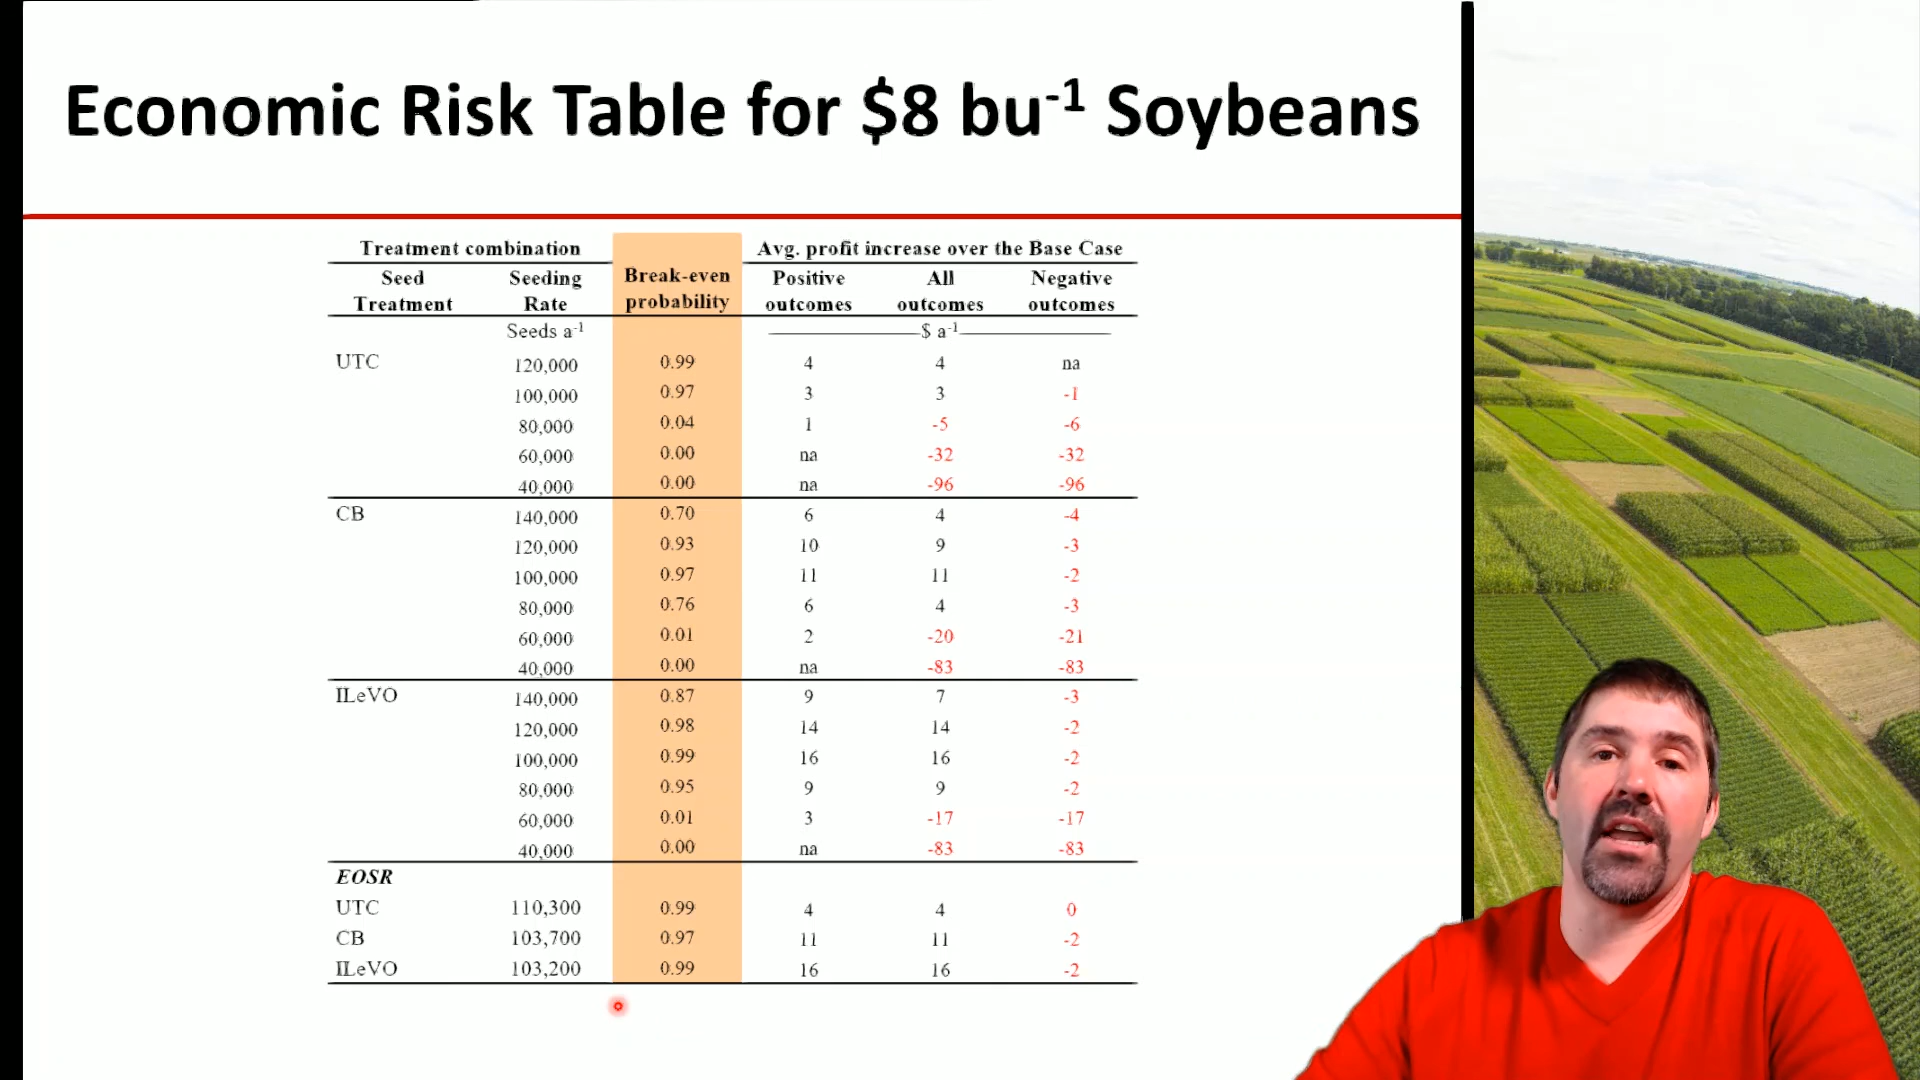 Economic Risk Table for $8 bu-1 Soybeans
Treatment combination Break-even probability Avg. profit increase over the Base Case
Seed Treatment Seeding Rate Positive outcomes All outcomes Negative outcomes
Seeds a-1 $ a-1
UTC 120,000 0.99 4 4 na
100,000 0.97 3 3 -1
80,000 0.04 1 -5 -6
60,000 0.00 na -32 -32
40,000 0.00 na -96 -96
CB 140,000 0.70 6 4 -4
120,000 0.93 10 9 -3
100,000 0.97 11 11 -2
80,000 0.76 6 4 -3
60,000 0.01 2 -20 -21
40,000 0.00 na -83 -83
ILeVO 140,000 0.87 9 7 -3
120,000 0.98 14 14 -2
100,000 0.99 16 16 -2
80,000 0.95 9 9 -2
60,000 0.01 3 -17 -17
40,000 0.00 na -83 -83
EOSR
UTC 110,300 0.99 4 4 0
CB 103,700 0.97 11 11 -2
ILeVO 103,200 0.99 16 16 -2